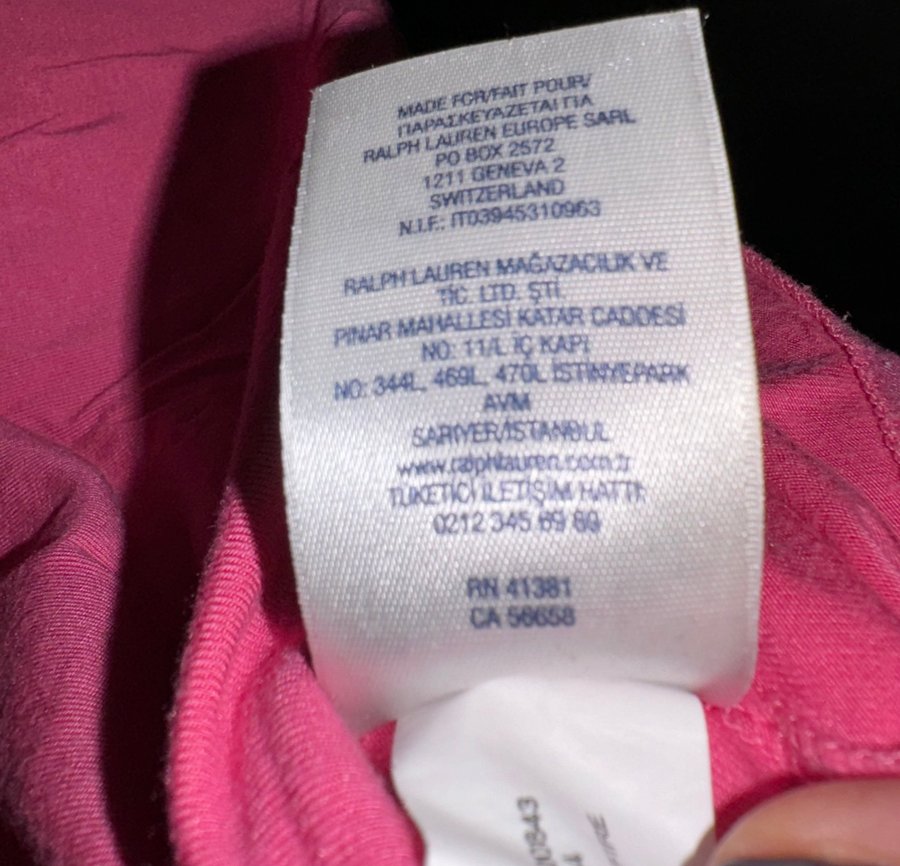 MADE FOR/FAIT POUR/
ΠΑΡΑΣΚΕΥΑΖΕΤΑΙ ΓΙΑ
RALPH LAUREN EUROPE SARL
PO BOX 2572
1211 GENEVA 2
SWITZERLAND
N.I.F.: IT03945310963
RALPH LAUREN MAĞAZACILIK VE
TİC. LTD. ŞTİ.
PINAR MAHALLESİ KATAR CADDESİ
NO: 11/L İÇ KAPI
NO: 344L, 469L, 470L İSTİNYEPARK
AVM
SARIYER/İSTANBUL
www.ralphlauren.com.tr
TÜKETİCİ İLETİŞİM HATTI:
0212 345 69 69
RN 41381
CA 56658